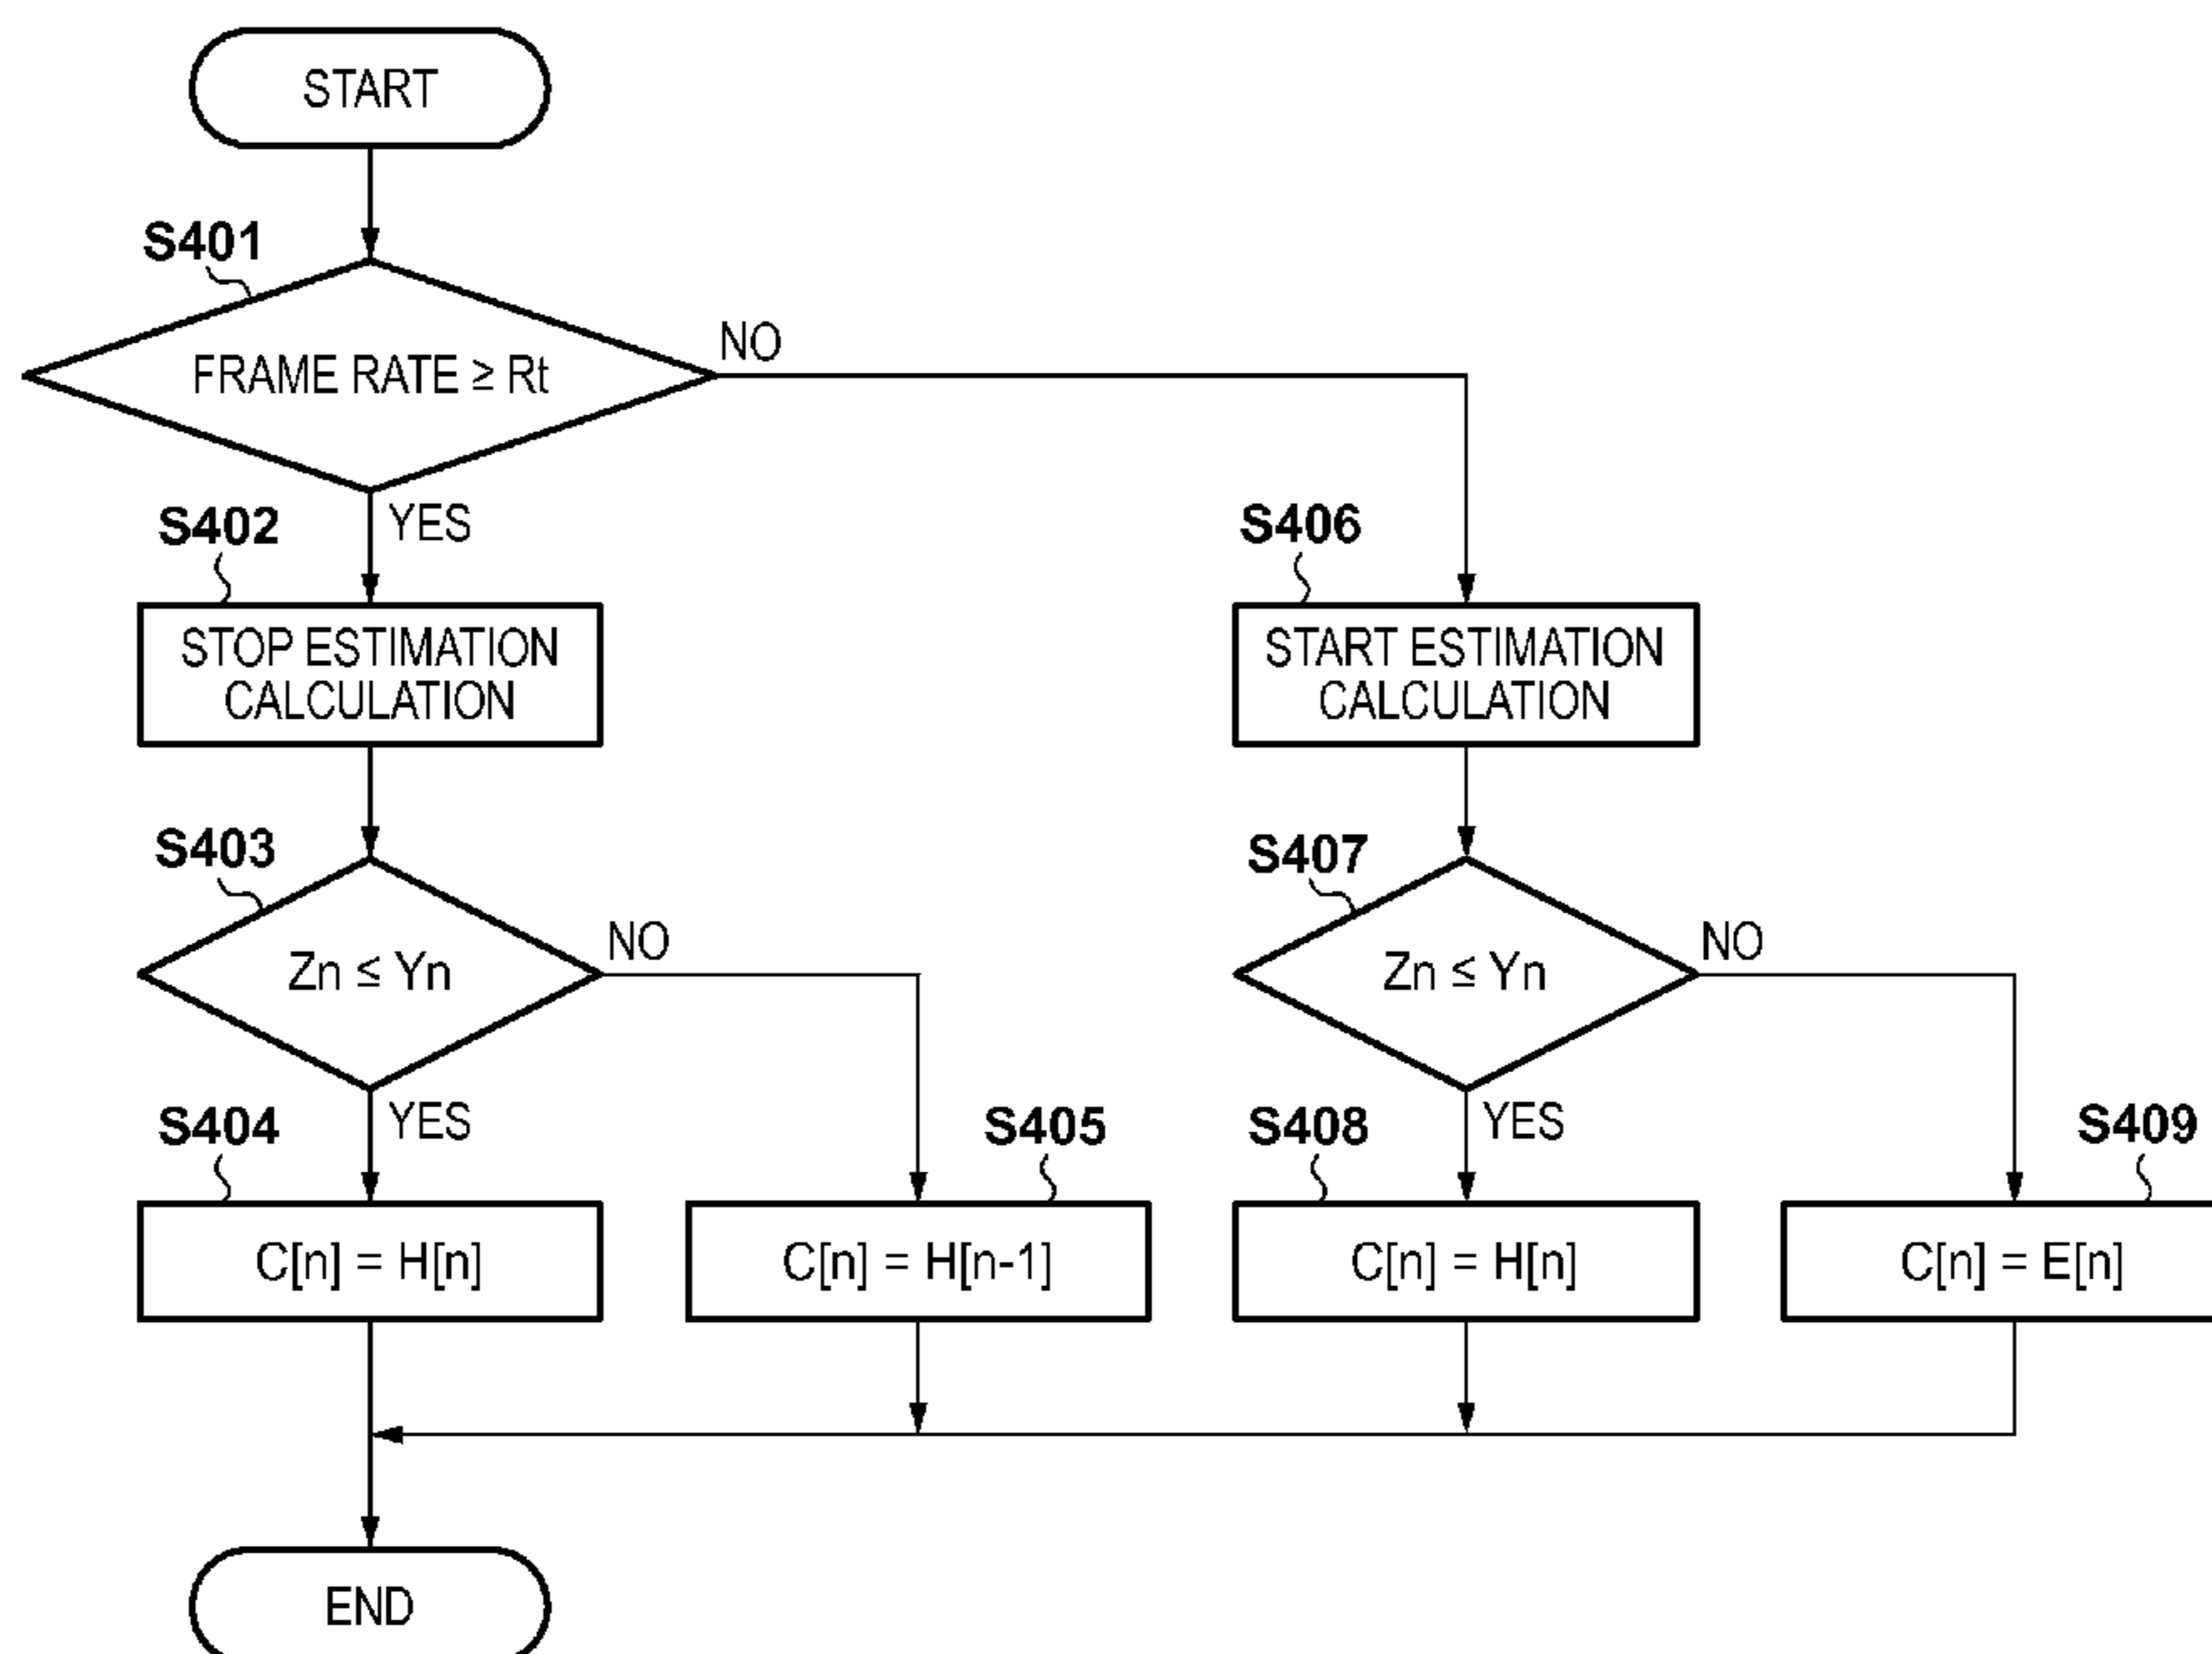 START
S401
FRAME RATE ≥ Rt
NO
YES
S402
STOP ESTIMATION
CALCULATION
S406
START ESTIMATION
CALCULATION
S403
Zn ≤ Yn
NO
YES
S407
Zn ≤ Yn
NO
YES
S404
C[n] = H[n]
S405
C[n] = H[n-1]
S408
C[n] = H[n]
S409
C[n] = E[n]
END